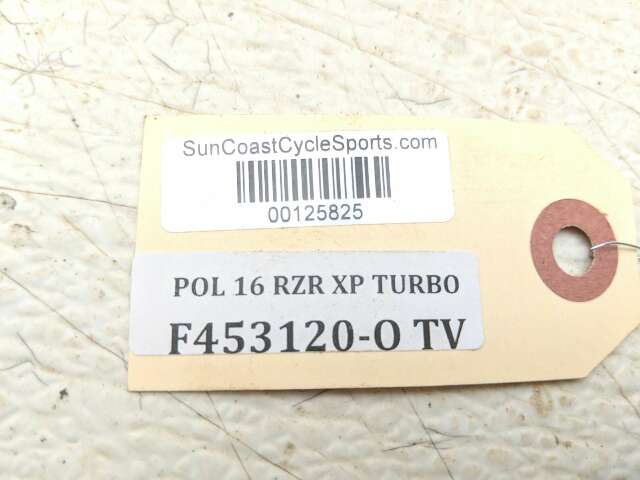 SunCoastCycleSports.com
00125825
POL 16 RZR XP TURBO
F453120-O TV